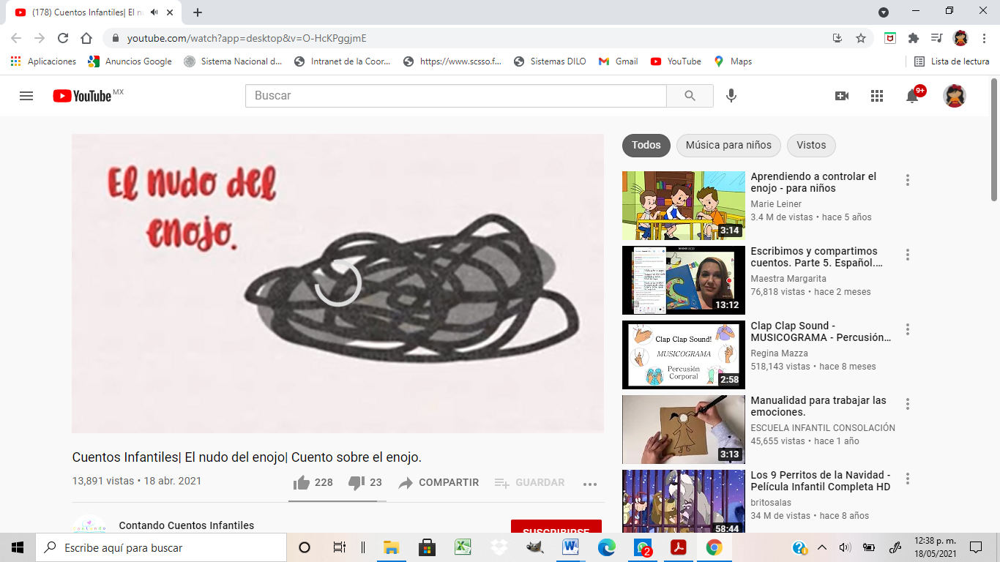 (178) Cuentos Infantiles| El n
youtube.com/watch?app=desktop&v=O-HcKPggjmE
Aplicaciones
Anuncios Google
Sistema Nacional d...
Intranet de la Coor...
https://www.scsso.f...
Sistemas DILO
Gmail
YouTube
Maps
Lista de lectura
YouTube MX
Buscar
9+
El nudo del
enojo.
Cuentos Infantiles| El nudo del enojo| Cuento sobre el enojo.
13,891 vistas • 18 abr. 2021
228
23
COMPARTIR
GUARDAR
Contando Cuentos Infantiles
SUSCRIBIRSE
Todos
Música para niños
Vistos
3:14
Aprendiendo a controlar el
enojo - para niños
Marie Leiner
3.4 M de vistas • hace 5 años
13:12
Escribimos y compartimos
cuentos. Parte 5. Español....
Maestra Margarita
76,818 vistas • hace 2 meses
Clap Clap Sound!
MUSICOGRAMA
Percusión
Corporal
2:58
Clap Clap Sound -
MUSICOGRAMA - Percusión...
Regina Mazza
518,143 vistas • hace 8 meses
3:13
Manualidad para trabajar las
emociones.
ESCUELA INFANTIL CONSOLACIÓN
45,655 vistas • hace 1 año
58:44
Los 9 Perritos de la Navidad -
Película Infantil Completa HD
britosalas
34 M de vistas • hace 8 años
Escribe aquí para buscar
2
12:38 p. m.
18/05/2021